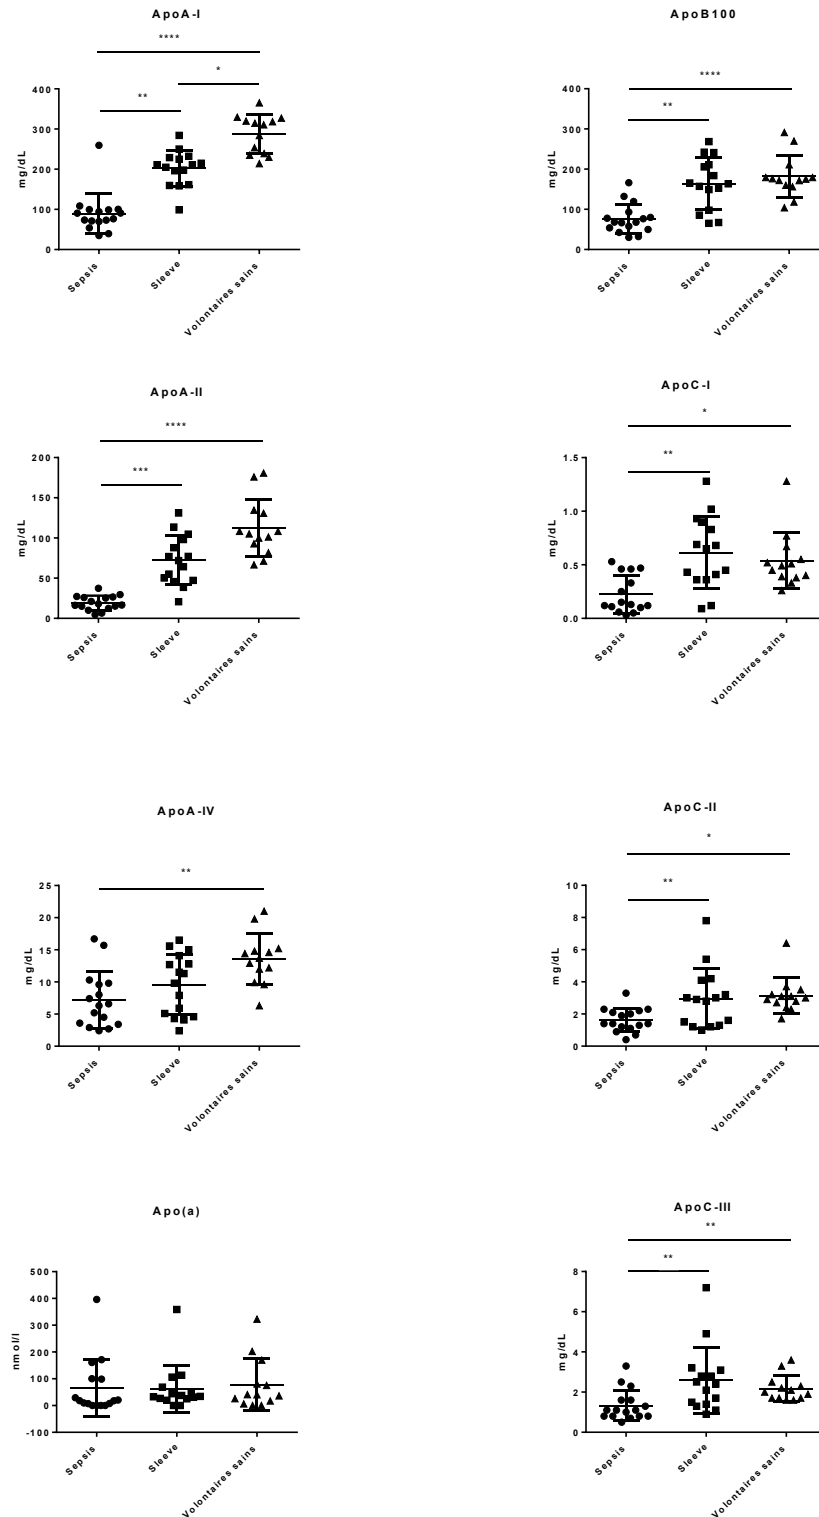 ApoA-I
****
**
*
mg/dL
400
300
200
100
0
Sepsis
Sleeve
Volontaires sains
ApoB100
****
**
mg/dL
400
300
200
100
0
Sepsis
Sleeve
Volontaires sains
ApoA-II
****
***
mg/dL
200
150
100
50
0
Sepsis
Sleeve
Volontaires sains
ApoC-I
*
**
mg/dL
1.5
1.0
0.5
0.0
Sepsis
Sleeve
Volontaires sains
ApoA-IV
**
mg/dL
25
20
15
10
5
0
Sepsis
Sleeve
Volontaires sains
ApoC-II
*
**
mg/dL
10
8
6
4
2
0
Sepsis
Sleeve
Volontaires sains
Apo(a)
nmol/l
500
400
300
200
100
0
-100
Sepsis
Sleeve
Volontaires sains
ApoC-III
**
**
mg/dL
8
6
4
2
0
Sepsis
Sleeve
Volontaires sains